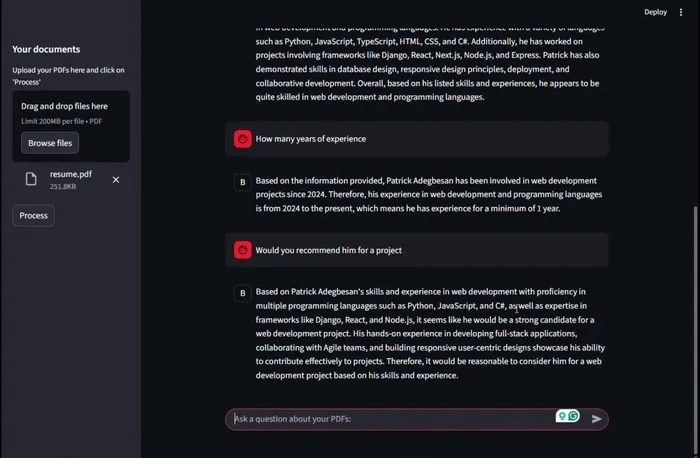 Deploy
Your documents
Upload your PDFs here and click on
'Process'
Drag and drop files here
Limit 200MB per file • PDF
Browse files
resume.pdf
251.8KB
Process
in web development and programming languages. He has experience with a variety of languages
such as Python, JavaScript, TypeScript, HTML, CSS, and C#. Additionally, he has worked on
projects involving frameworks like Django, React, Next.js, Node.js, and Express. Patrick has also
demonstrated skills in database design, responsive design principles, deployment, and
collaborative development. Overall, based on his listed skills and experiences, he appears to be
quite skilled in web development and programming languages.
How many years of experience
B
Based on the information provided, Patrick Adegbesan has been involved in web development
projects since 2024. Therefore, his experience in web development and programming languages
is from 2024 to the present, which means he has experience for a minimum of 1 year.
Would you recommend him for a project
B
Based on Patrick Adegbesan's skills and experience in web development with proficiency in
multiple programming languages such as Python, JavaScript, and C#, as well as expertise in
frameworks like Django, React, and Node.js, it seems like he would be a strong candidate for a
web development project. His hands-on experience in developing full-stack applications,
collaborating with Agile teams, and building responsive user-centric designs showcase his ability
to contribute effectively to projects. Therefore, it would be reasonable to consider him for a web
development project based on his skills and experience.
Ask a question about your PDFs: